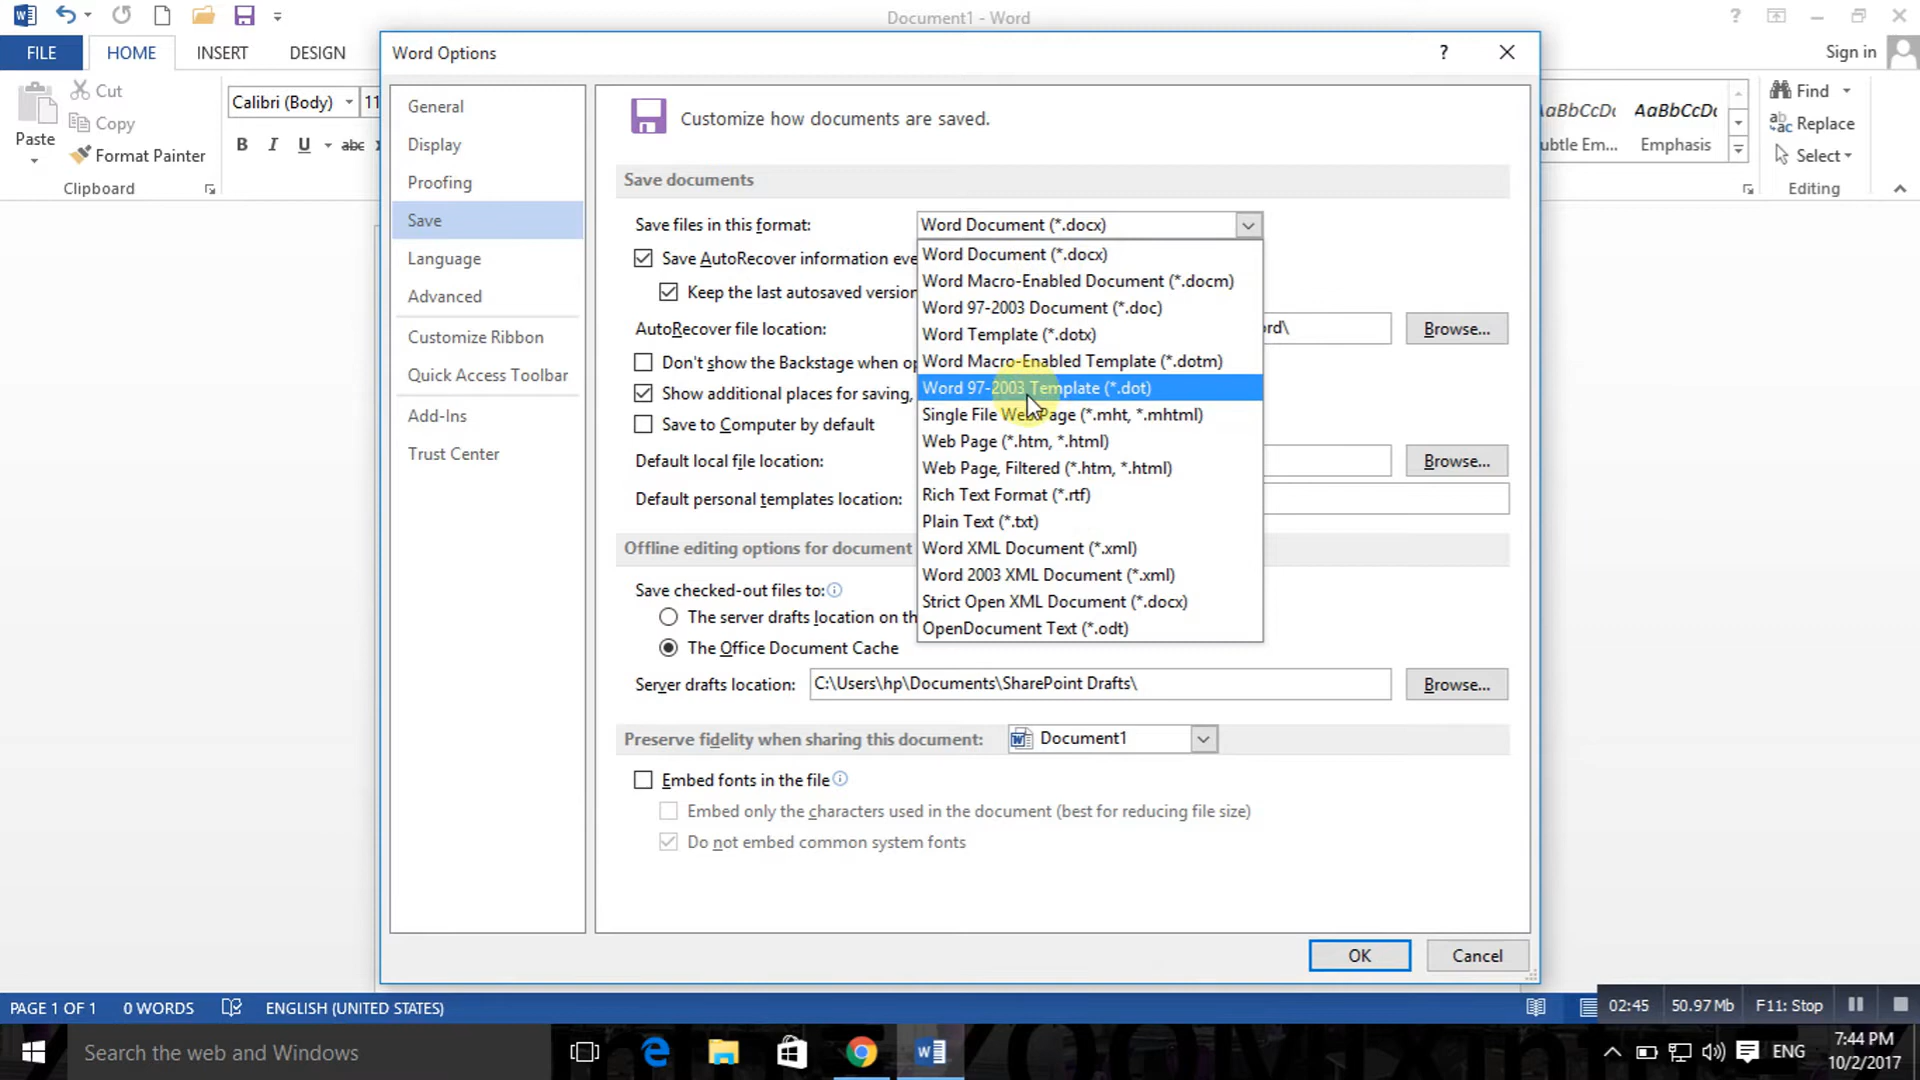 Document1 - Word
FILE
HOME
INSERT
DESIGN
Sign in
Paste
Cut
Copy
Format Painter
Clipboard
Calibri (Body)
11
B I U abc
AaBbCcDc
Emphasis
Find
Replace
Select
Editing
Word Options
General
Display
Proofing
Save
Language
Advanced
Customize Ribbon
Quick Access Toolbar
Add-Ins
Trust Center
Customize how documents are saved.
Save documents
Save files in this format:
Word Document (*.docx)
Word Document (*.docx)
Word Macro-Enabled Document (*.docm)
Word 97-2003 Document (*.doc)
Word Template (*.dotx)
Word Macro-Enabled Template (*.dotm)
Word 97-2003 Template (*.dot)
Single File Web Page (*.mht, *.mhtml)
Web Page (*.htm, *.html)
Web Page, Filtered (*.htm, *.html)
Rich Text Format (*.rtf)
Plain Text (*.txt)
Word XML Document (*.xml)
Word 2003 XML Document (*.xml)
Strict Open XML Document (*.docx)
OpenDocument Text (*.odt)
Save AutoRecover information eve
Keep the last autosaved version
AutoRecover file location:
ord\
Browse...
Don't show the Backstage when op
Show additional places for saving,
Save to Computer by default
Default local file location:
Browse...
Default personal templates location:
Offline editing options for document
Save checked-out files to:
The server drafts location on th
The Office Document Cache
Server drafts location:
C:\Users\hp\Documents\SharePoint Drafts\
Browse...
Preserve fidelity when sharing this document:
Document1
Embed fonts in the file
Embed only the characters used in the document (best for reducing file size)
Do not embed common system fonts
OK
Cancel
PAGE 1 OF 1
0 WORDS
ENGLISH (UNITED STATES)
02:45
50.97 Mb
F11: Stop
Search the web and Windows
ENG
7:44 PM
10/2/2017